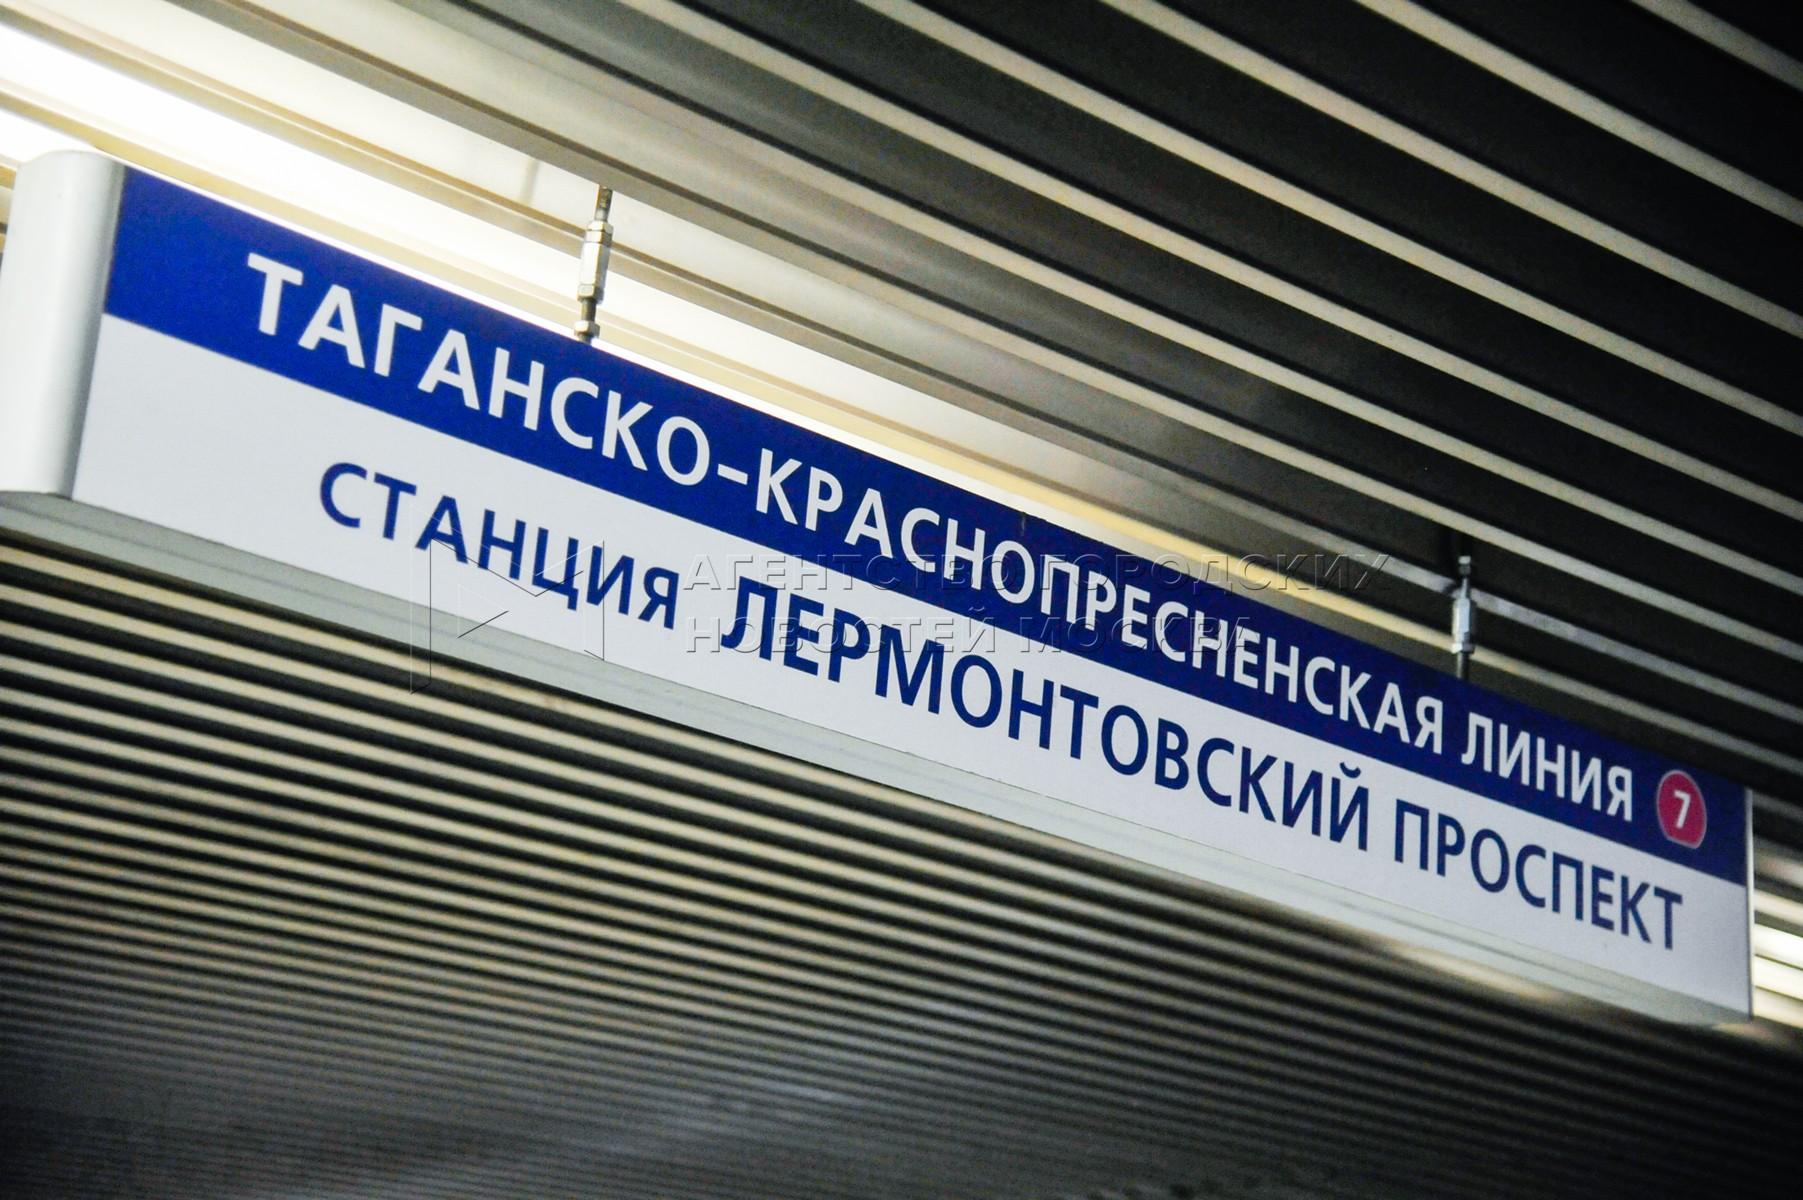 ТАГАНСКО-КРАСНОПРЕСНЕНСКАЯ ЛИНИЯ 7
СТАНЦИЯ ЛЕРМОНТОВСКИЙ ПРОСПЕКТ
АГЕНТСТВО ГОРОДСКИХ
НОВОСТЕЙ МОСКВА